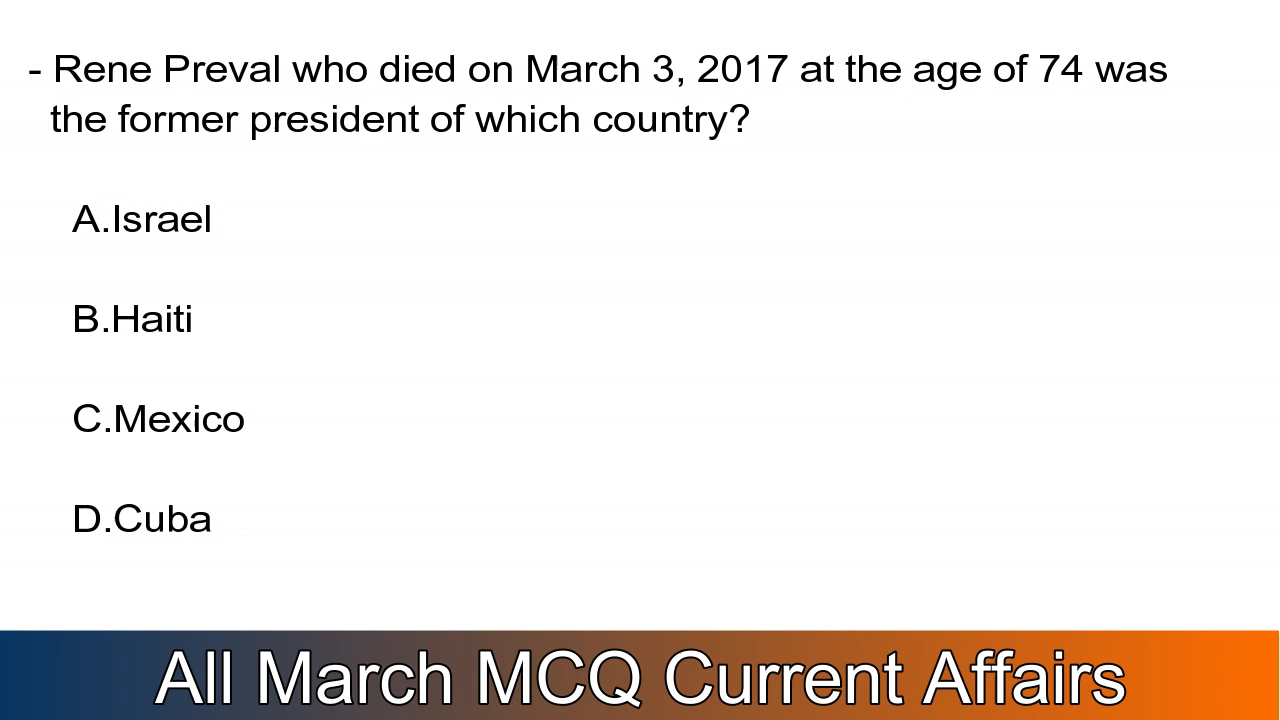 - Rene Preval who died on March 3, 2017 at the age of 74 was
the former president of which country?
A.Israel
B.Haiti
C.Mexico
D.Cuba
All March MCQ Current Affairs